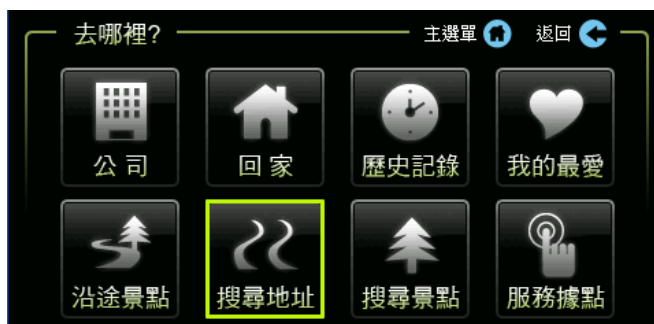 去哪裡? 主選單 返回
公司 回家 歷史記錄 我的最愛
沿途景點 搜尋地址 搜尋景點 服務據點